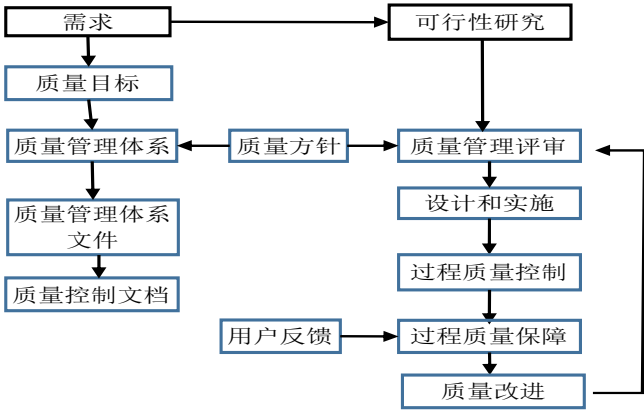 需求
可行性研究
质量目标
质量管理体系
质量方针
质量管理评审
质量管理体系
文件
设计和实施
过程质量控制
质量控制文档
用户反馈
过程质量保障
质量改进